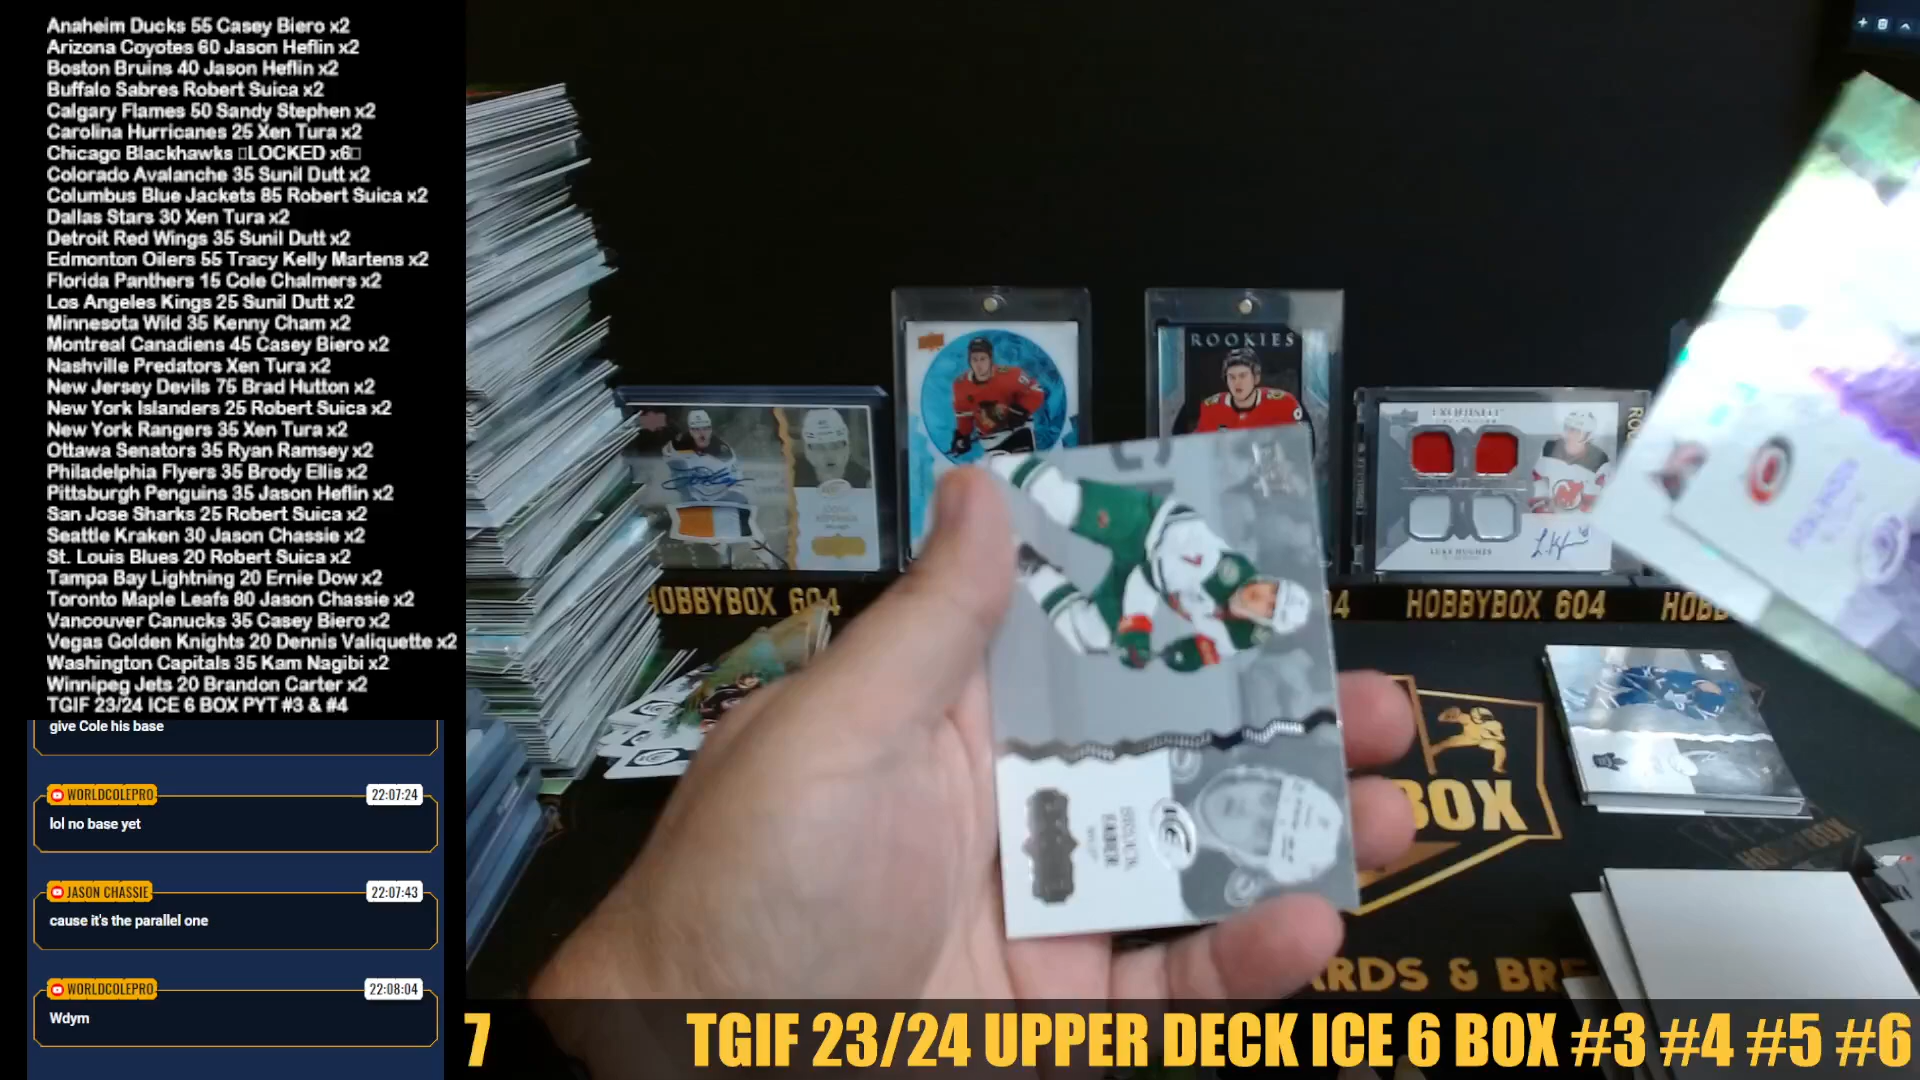 Anaheim Ducks 55 Casey Biero x2
Arizona Coyotes 60 Jason Heflin x2
Boston Bruins 40 Jason Heflin x2
Buffalo Sabres Robert Suica x2
Calgary Flames 50 Sandy Stephen x2
Carolina Hurricanes 25 Xen Tura x2
Chicago Blackhawks LOCKED x6
Colorado Avalanche 35 Sunil Dutt x2
Columbus Blue Jackets 85 Robert Suica x2
Dallas Stars 30 Xen Tura x2
Detroit Red Wings 35 Sunil Dutt x2
Edmonton Oilers 55 Tracy Kelly Martens x2
Florida Panthers 15 Cole Chalmers x2
Los Angeles Kings 25 Sunil Dutt x2
Minnesota Wild 35 Kenny Cham x2
Montreal Canadiens 45 Casey Biero x2
Nashville Predators Xen Tura x2
New Jersey Devils 75 Brad Hutton x2
New York Islanders 25 Robert Suica x2
New York Rangers 35 Xen Tura x2
Ottawa Senators 35 Ryan Ramsey x2
Philadelphia Flyers 35 Brody Ellis x2
Pittsburgh Penguins 35 Jason Heflin x2
San Jose Sharks 25 Robert Suica x2
Seattle Kraken 30 Jason Chassie x2
St. Louis Blues 20 Robert Suica x2
Tampa Bay Lightning 20 Ernie Dow x2
Toronto Maple Leafs 80 Jason Chassie x2
Vancouver Canucks 35 Casey Biero x2
Vegas Golden Knights 20 Dennis Valiquette x2
Washington Capitals 35 Kam Nagibi x2
Winnipeg Jets 20 Brandon Carter x2
TGIF 23/24 ICE 6 BOX PYT #3 & #4
give Cole his base
WORLDCOLEPRO 22:07:24
lol no base yet
JASON CHASSIE 22:07:43
cause it's the parallel one
WORLDCOLEPRO 22:08:04
Wdym
ROOKIES
EXQUISITE
LUKE HUGHES
HOBBYBOX 604
4
HOBBYBOX 604
HOBB
BOX
ARDS & BRE
BROCK
FABER
ICE
7 TGIF 23/24 UPPER DECK ICE 6 BOX #3 #4 #5 #6